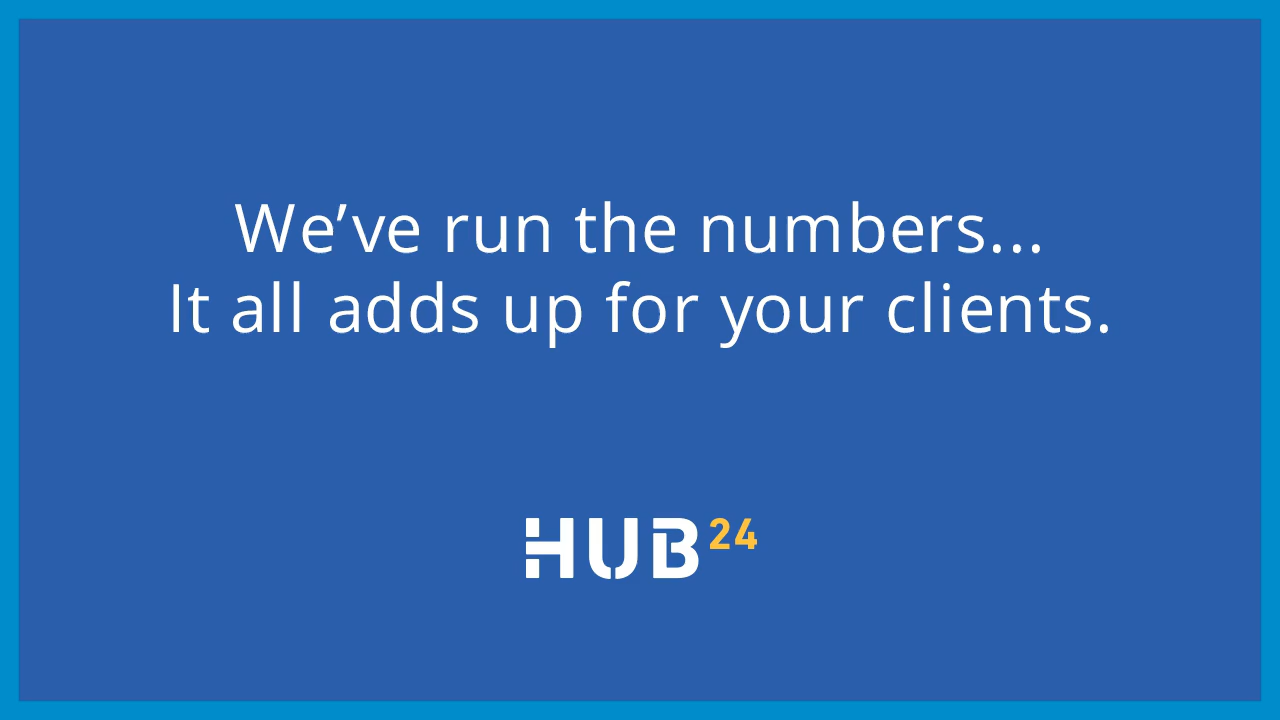 We’ve run the numbers...
It all adds up for your clients.
HUB24